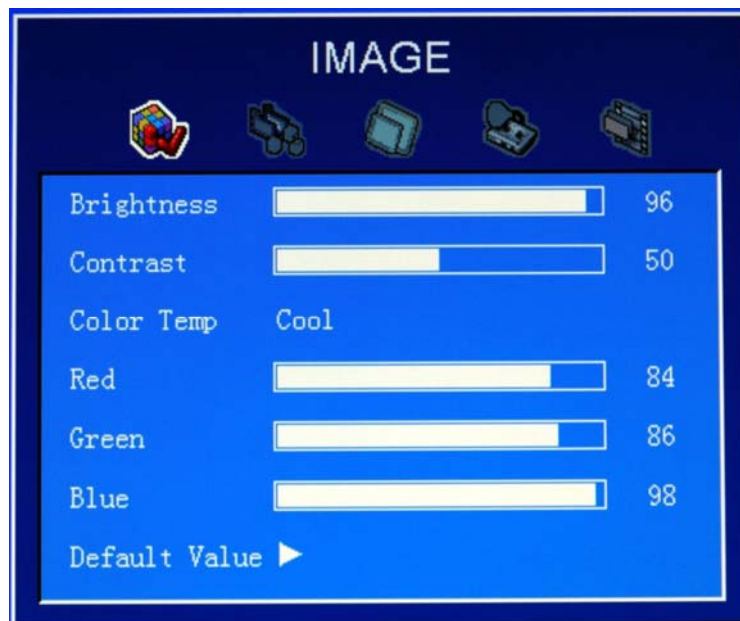 IMAGE
Brightness 96
Contrast 50
Color Temp Cool
Red 84
Green 86
Blue 98
Default Value